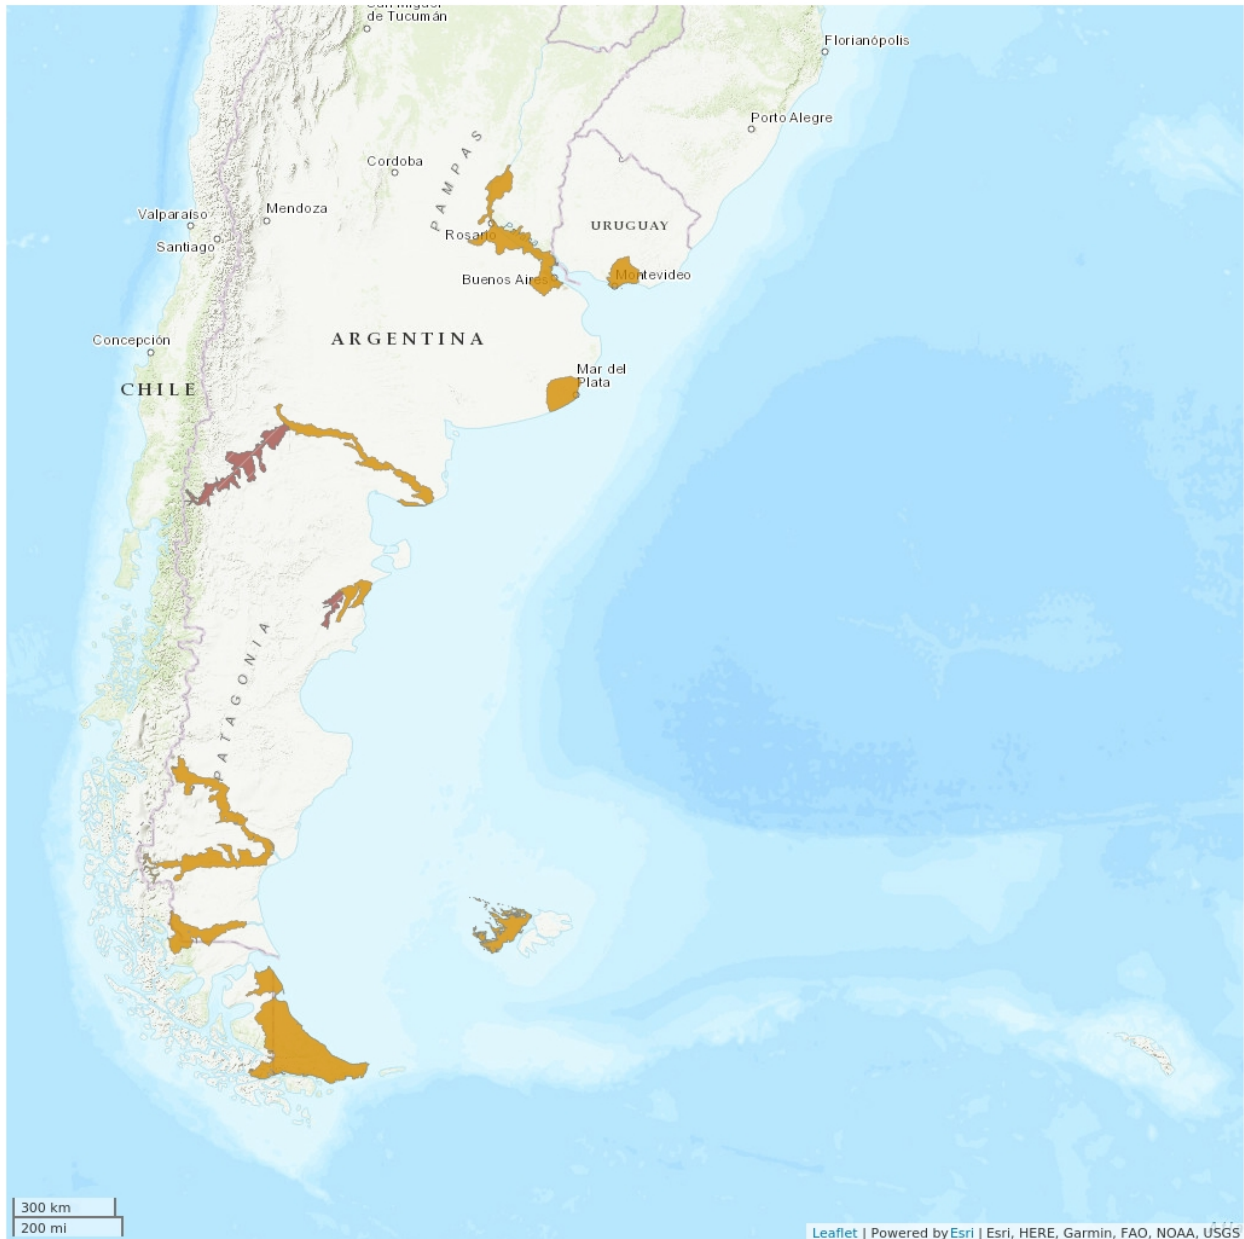 de Tucumán
Florianópolis
Porto Alegre
Cordoba
PAMPAS
Mendoza
Valparaíso
Santiago
Rosario
URUGUAY
Buenos Aires
Montevideo
ARGENTINA
Concepción
Mar del
Plata
CHILE
PATAGONIA
300 km
200 mi
Leaflet | Powered by Esri | Esri, HERE, Garmin, FAO, NOAA, USGS